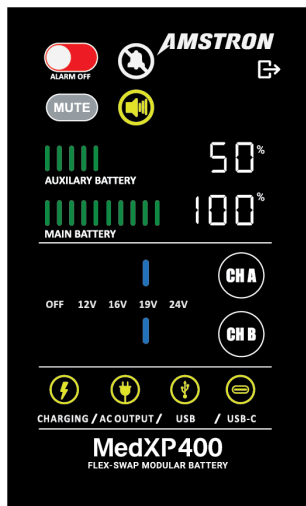 AMSTRON
ALARM OFF
MUTE
50%
AUXILARY BATTERY
100%
MAIN BATTERY
CH A
OFF 12V 16V 19V 24V
CH B
CHARGING / AC OUTPUT / USB / USB-C
MedXP400
FLEX-SWAP MODULAR BATTERY